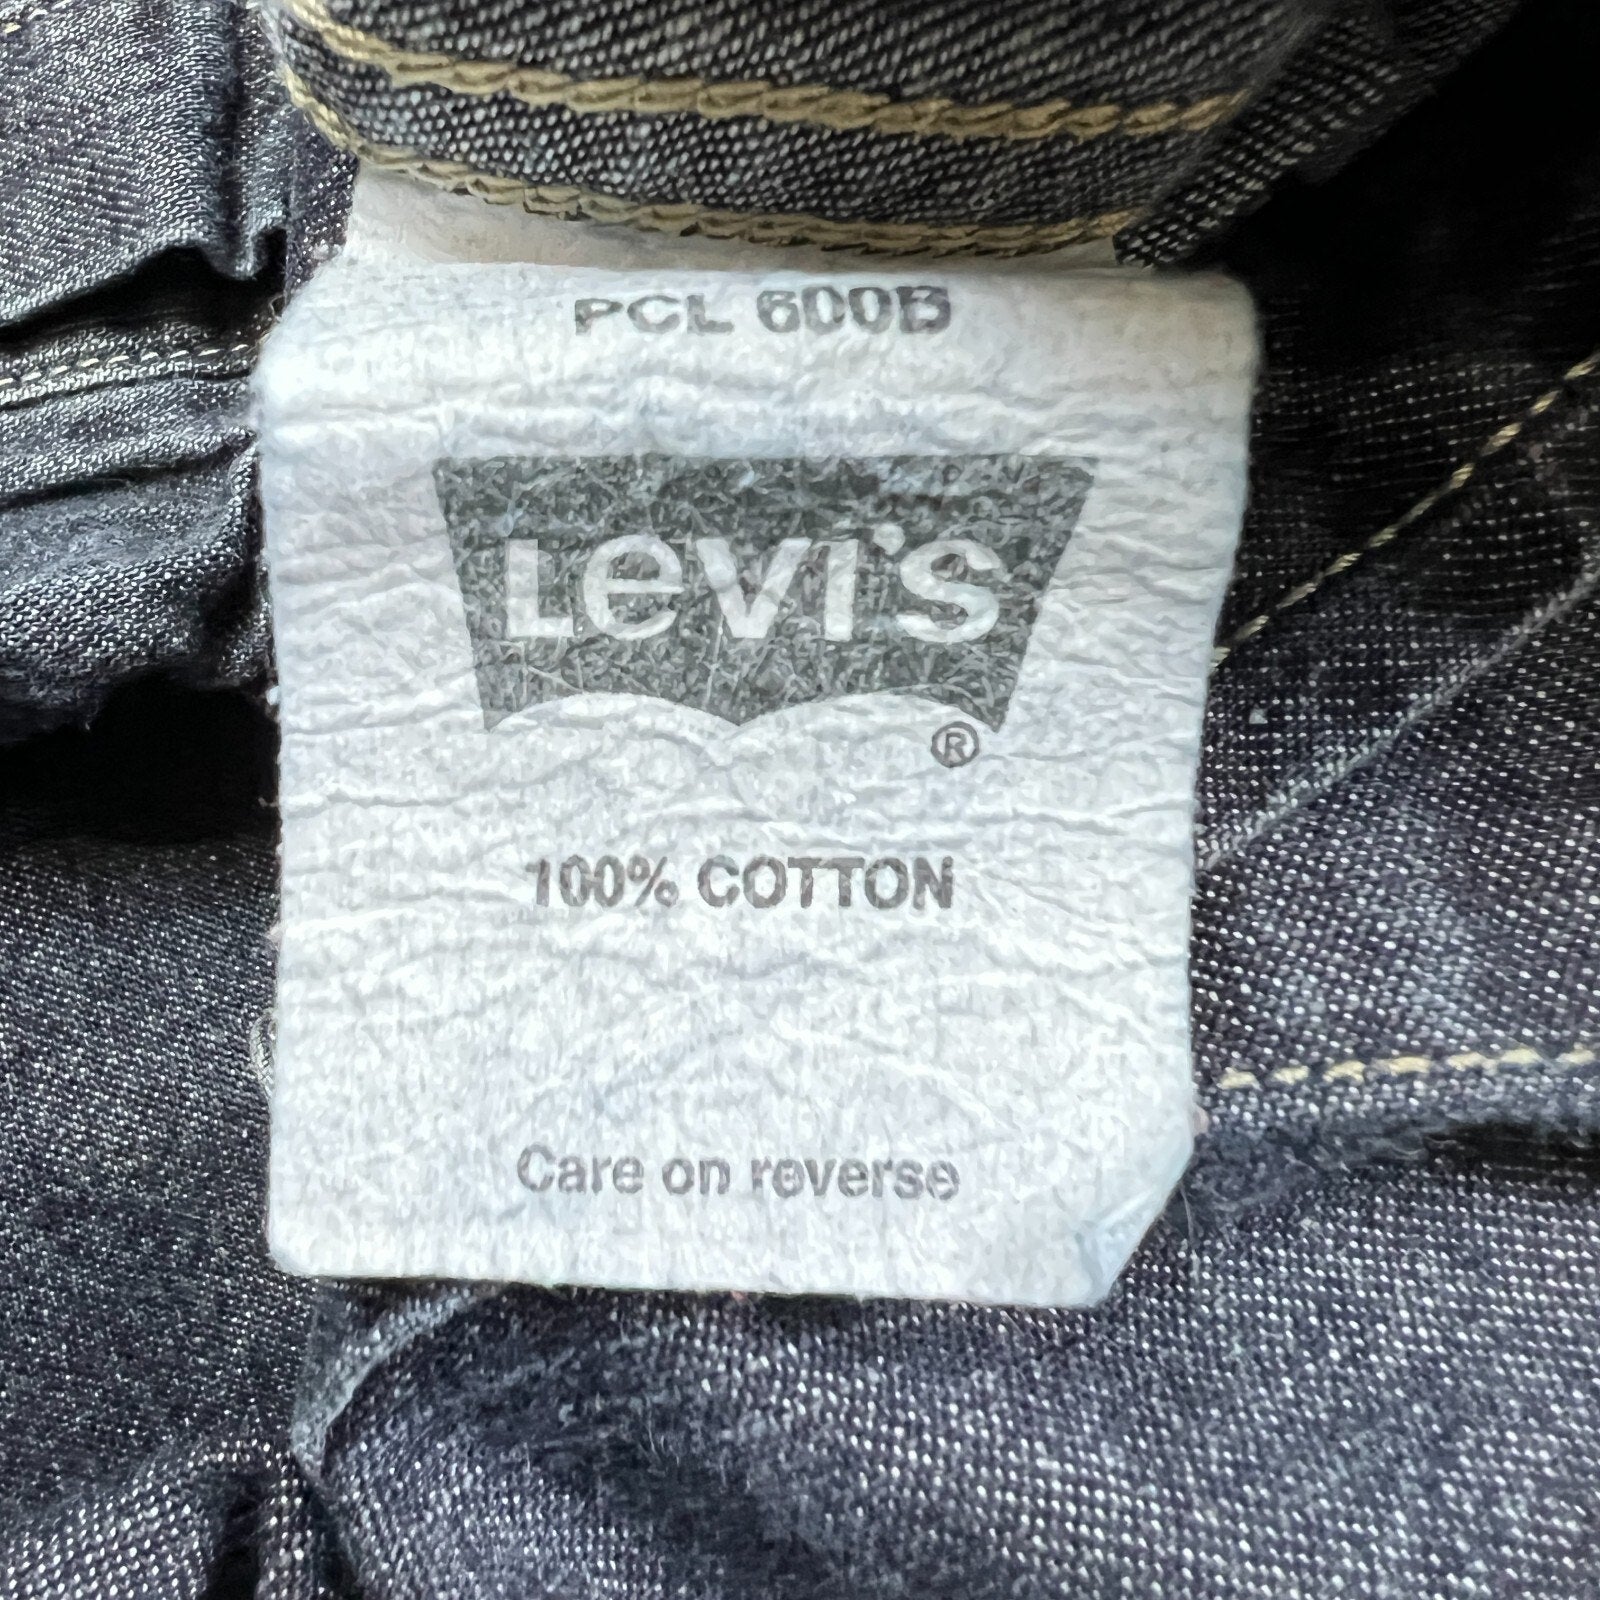 PCL 600B
Levi's
®
100% COTTON
Care on reverse